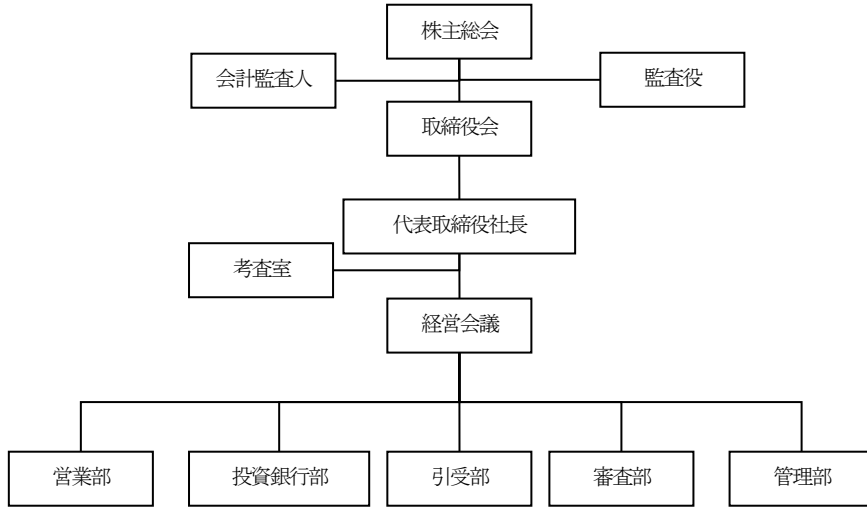 株主総会
会計監査人
監査役
取締役会
代表取締役社長
考査室
経営会議
営業部
投資銀行部
引受部
審査部
管理部